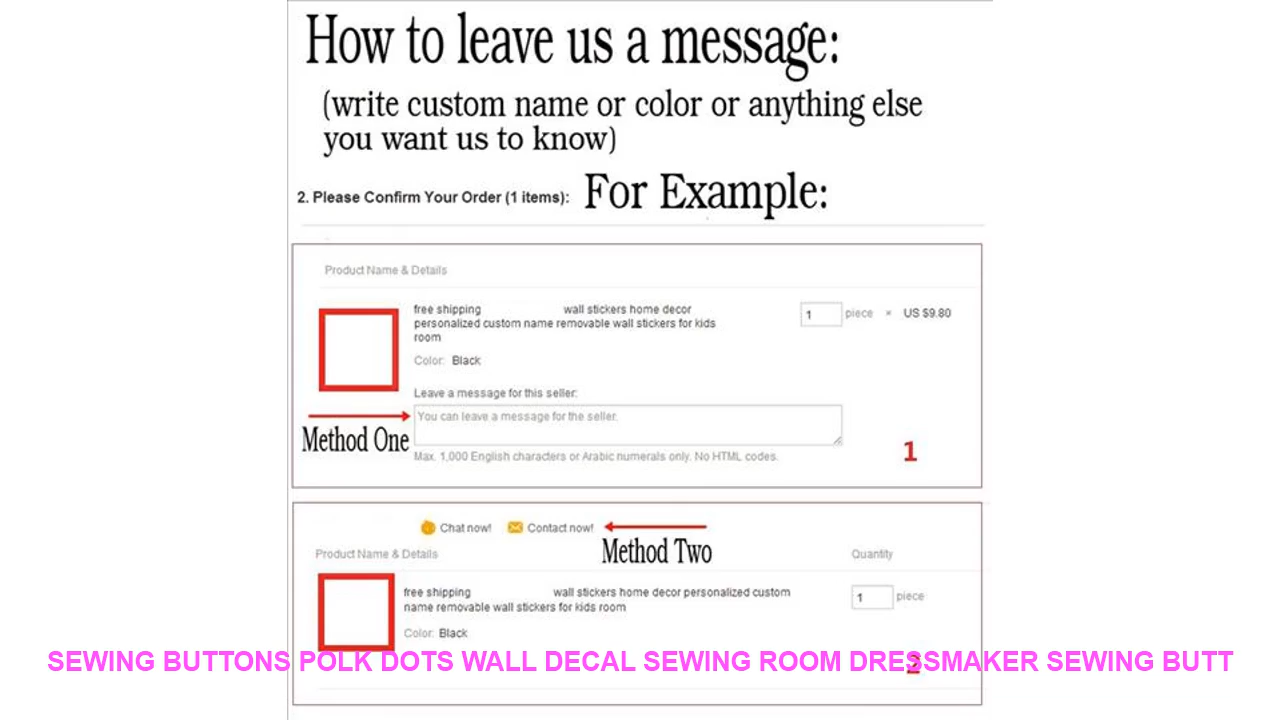 How to leave us a message:
(write custom name or color or anything else
you want us to know)
2. Please Confirm Your Order (1 items): For Example:
Product Name & Details
free shipping wall stickers home decor
personalized custom name removable wall stickers for kids
room
1 piece × US $9.80
Color: Black
Leave a message for this seller:
You can leave a message for the seller.
Method One
Max. 1,000 English characters or Arabic numerals only. No HTML codes.
1
Chat now! Contact now!
Method Two
Product Name & Details Quantity
free shipping wall stickers home decor personalized custom
name removable wall stickers for kids room
1 piece
Color: Black
2
SEWING BUTTONS POLK DOTS WALL DECAL SEWING ROOM DRESSMAKER SEWING BUTT